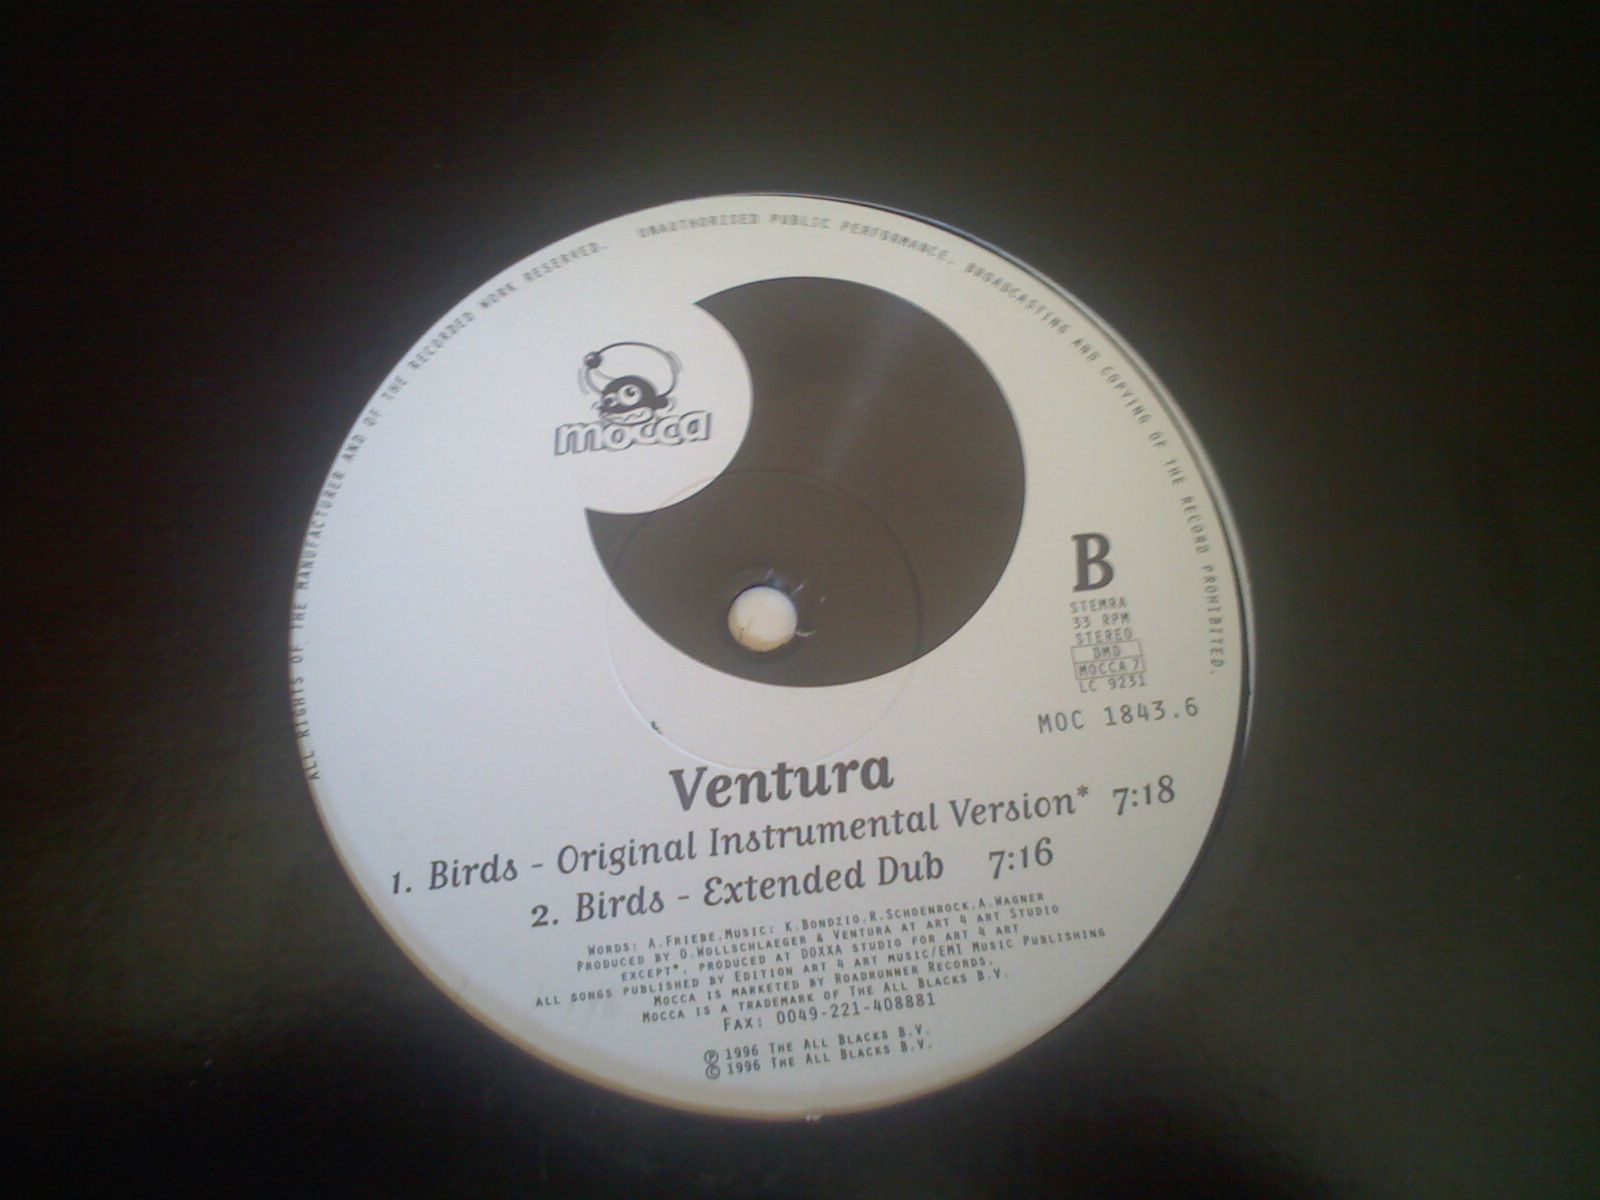 ALL RIGHTS OF THE MANUFACTURER AND OF THE RECORDED WORK RESERVED. UNAUTHORISED PUBLIC PERFORMANCE, BROADCASTING AND COPYING OF THE RECORD PROHIBITED.
mocca
B
STEMRA
33 RPM
STEREO
BMD
MOCCA 7
LC 9231
MOC 1843.6
Ventura
1. Birds - Original Instrumental Version* 7:18
2. Birds - Extended Dub 7:16
WORDS: A.FRIEBE,MUSIC: K.BONDZIO,R.SCHOENROCK,A.WAGNER
PRODUCED BY O.WOLLSCHLAEGER & VENTURA AT ART 4 ART STUDIO
EXCEPT*, PRODUCED AT DOXXA STUDIO FOR ART 4 ART
ALL SONGS PUBLISHED BY EDITION ART 4 ART MUSIC/EMI MUSIC PUBLISHING
MOCCA IS MARKETED BY ROADRUNNER RECORDS.
MOCCA IS A TRADEMARK OF THE ALL BLACKS B.V.
FAX: 0049-221-408881
℗ 1996 THE ALL BLACKS B.V.
© 1996 THE ALL BLACKS B.V.